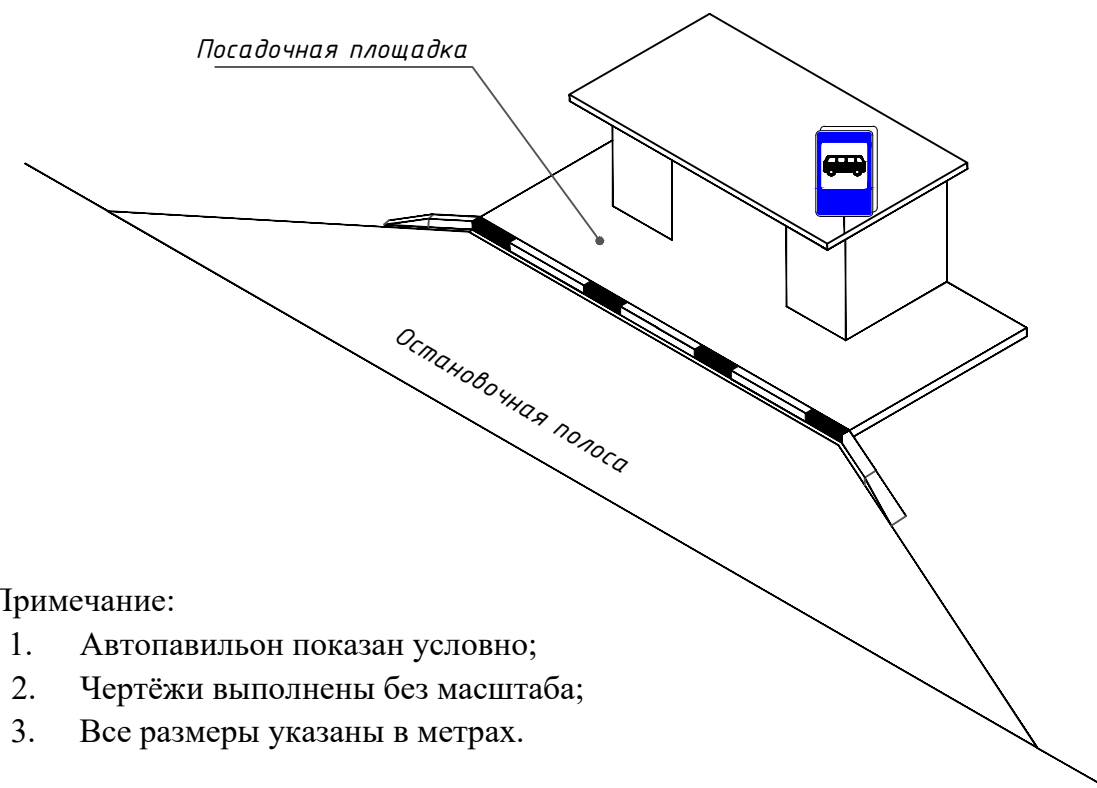 Посадочная площадка
Остановочная полоса
Примечание:
1. Автопавильон показан условно;
2. Чертёжи выполнены без масштаба;
3. Все размеры указаны в метрах.